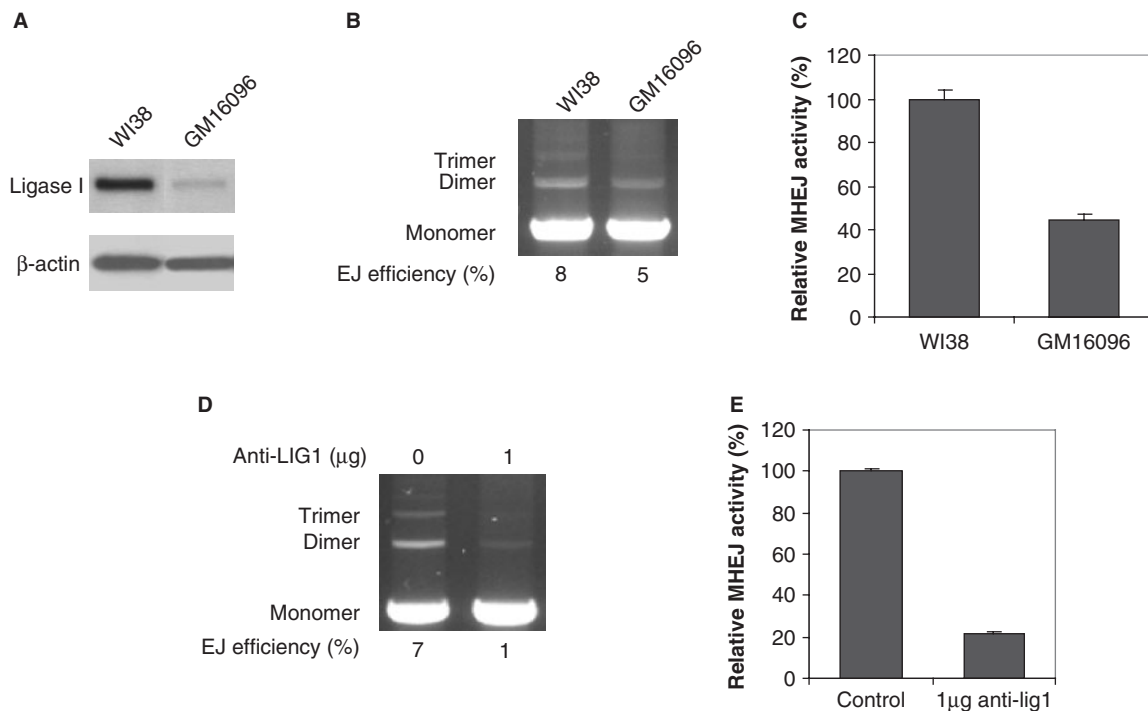 A
WI38
GM16096
Ligase I
β-actin
B
WI38
GM16096
Trimer
Dimer
Monomer
EJ efficiency (%) 8 5
C
Relative MHEJ activity (%)
120
100
80
60
40
20
0
WI38 GM16096
D
Anti-LIG1 (μg) 0 1
Trimer
Dimer
Monomer
EJ efficiency (%) 7 1
E
Relative MHEJ activity (%)
120
100
80
60
40
20
0
Control 1μg anti-lig1